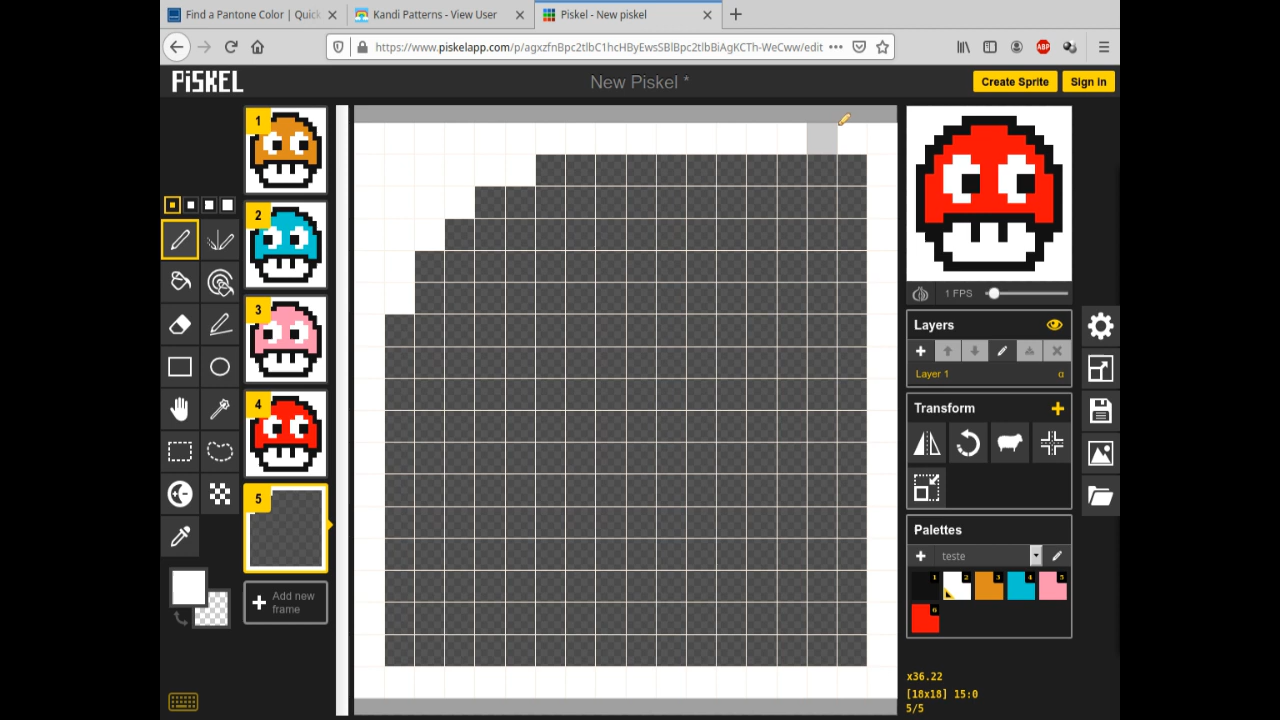 Find a Pantone Color | Quick
Kandi Patterns - View User
Piskel - New piskel
https://www.piskelapp.com/p/agxzfnBpc2tlbC1hcHByEwsSBlBpc2tlbBiAgKCTh-WeCww/edit
ABP
PiSKEL
New Piskel *
Create Sprite
Sign in
1
2
3
4
5
Add new
frame
1 FPS
Layers
Layer 1
α
Transform
Palettes
teste
1
2
3
4
5
6
x36.22
[18x18] 15:0
5/5